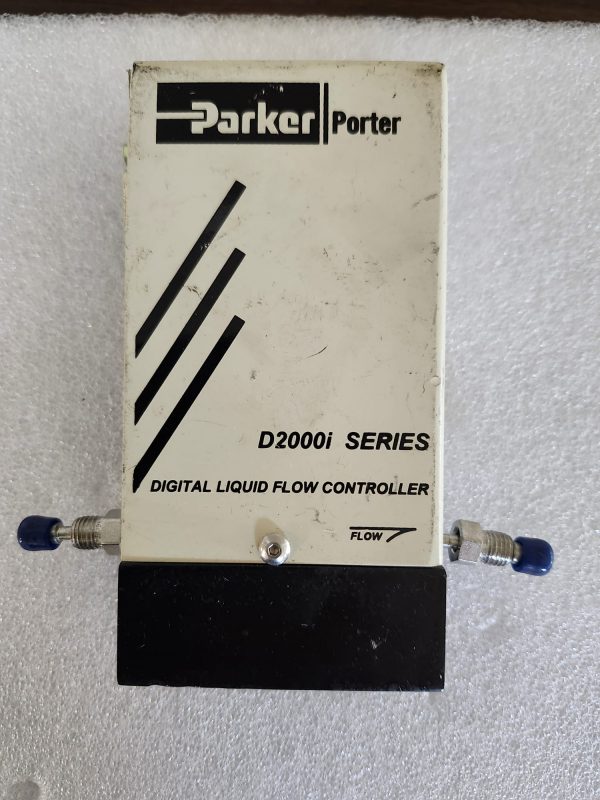 Parker Porter
D2000i SERIES
DIGITAL LIQUID FLOW CONTROLLER
FLOW